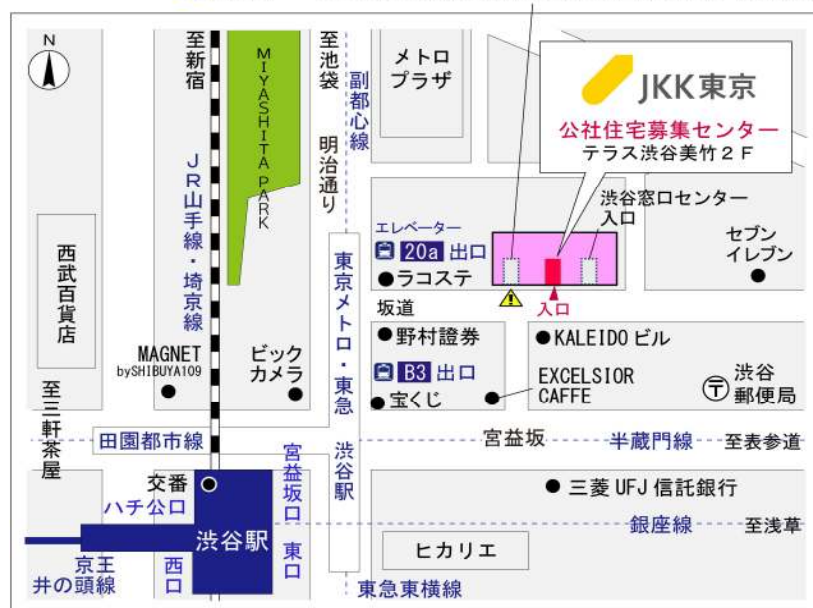 N
至新宿
MIYASHITA PARK
至池袋
副都心線
明治通り
メトロ
プラザ
JKK東京
公社住宅募集センター
テラス渋谷美竹2F
JR山手線・埼京線
西武百貨店
エレベーター
20a 出口
ラコステ
渋谷窓口センター
入口
セブン
イレブン
入口
坂道
東京メトロ・東急
渋谷駅
野村證券
KALEIDO ビル
MAGNET
bySHIBUYA109
ビック
カメラ
B3 出口
宝くじ
EXCELSIOR
CAFFE
渋谷
郵便局
至三軒茶屋
田園都市線
宮益坂
半蔵門線
至表参道
交番
ハチ公口
宮益坂口
三菱 UFJ 信託銀行
渋谷駅
東口
銀座線
至浅草
京王
井の頭線
西口
ヒカリエ
東急東横線